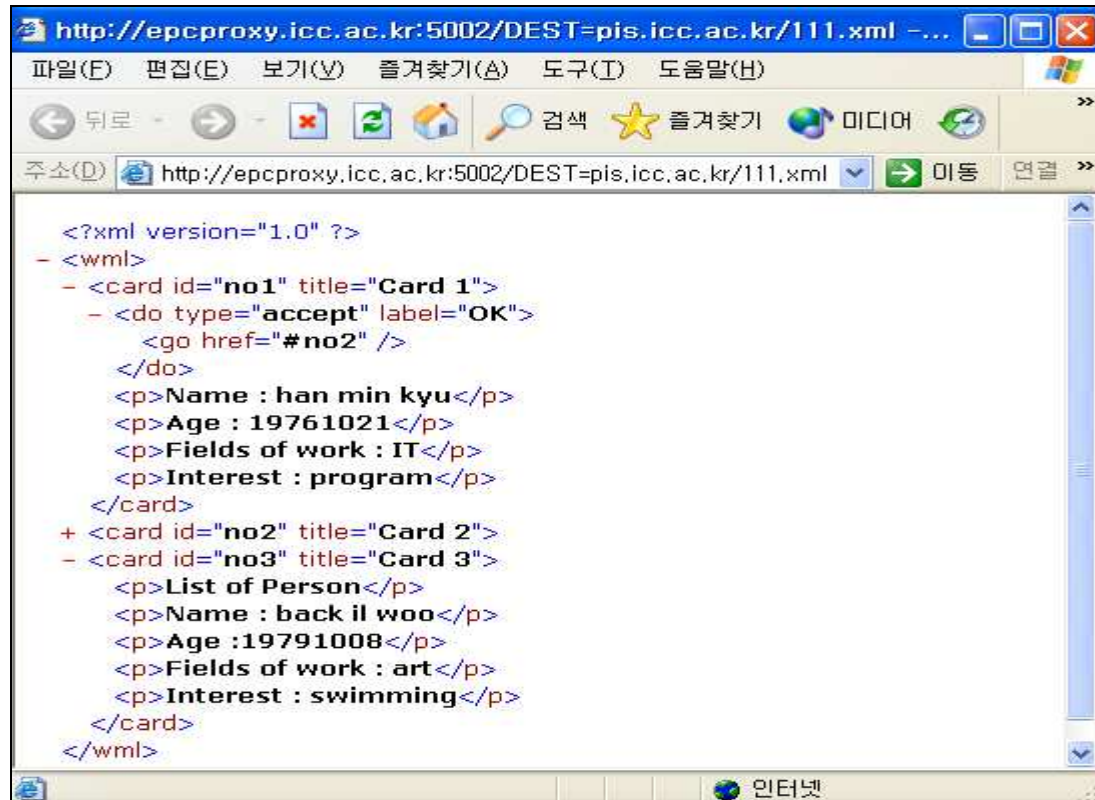 http://epcproxy.icc.ac.kr:5002/DEST=pis.icc.ac.kr/111.xml -...
파일(F) 편집(E) 보기(V) 즐겨찾기(A) 도구(T) 도움말(H)
뒤로 검색 즐겨찾기 미디어 »
주소(D) http://epcproxy.icc.ac.kr:5002/DEST=pis.icc.ac.kr/111.xml 이동 연결 »
<?xml version="1.0" ?>
- <wml>
- <card id="no1" title="Card 1">
- <do type="accept" label="OK">
<go href="#no2" />
</do>
<p>Name : han min kyu</p>
<p>Age : 19761021</p>
<p>Fields of work : IT</p>
<p>Interest : program</p>
</card>
+ <card id="no2" title="Card 2">
- <card id="no3" title="Card 3">
<p>List of Person</p>
<p>Name : back il woo</p>
<p>Age :19791008</p>
<p>Fields of work : art</p>
<p>Interest : swimming</p>
</card>
</wml>
인터넷